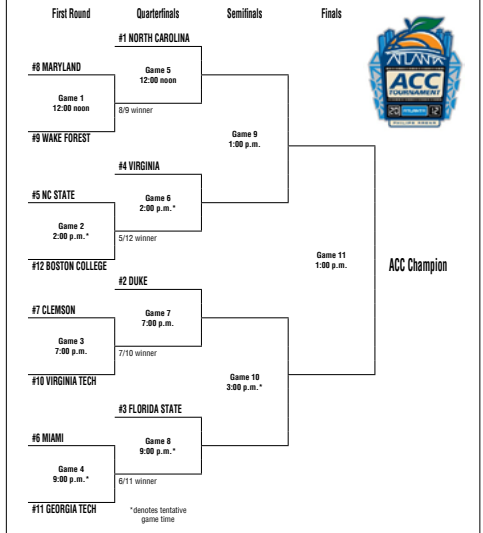 First Round
Quarterfinals
Semifinals
Finals
#1 NORTH CAROLINA
#8 MARYLAND
Game 5
12:00 noon
Game 1
12:00 noon
8/9 winner
#9 WAKE FOREST
Game 9
1:00 p.m.
#4 VIRGINIA
#5 NC STATE
Game 6
2:00 p.m.*
Game 2
2:00 p.m.*
5/12 winner
#12 BOSTON COLLEGE
Game 11
1:00 p.m.
ACC Champion
#2 DUKE
#7 CLEMSON
Game 7
7:00 p.m.
Game 3
7:00 p.m.
7/10 winner
#10 VIRGINIA TECH
Game 10
3:00 p.m.*
#3 FLORIDA STATE
#6 MIAMI
Game 8
9:00 p.m.*
Game 4
9:00 p.m.*
6/11 winner
#11 GEORGIA TECH
*denotes tentative
game time
ATLANTA
ACC
TOURNAMENT
20 12
PHILIPS ARENA